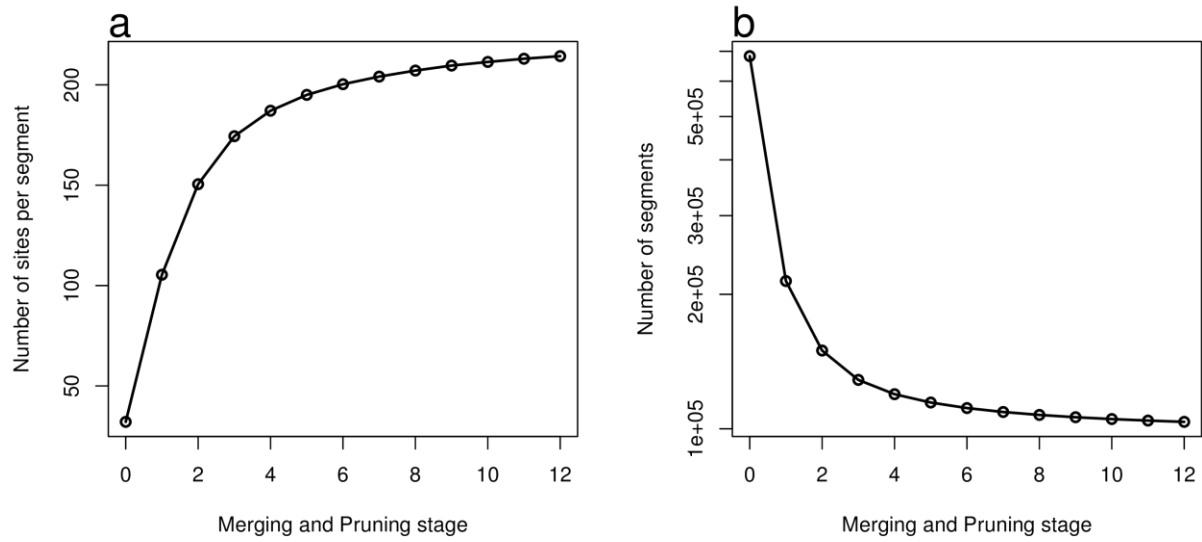 a
Number of sites per segment
200
150
100
50
0 2 4 6 8 10 12
Merging and Pruning stage
b
Number of segments
5e+05
3e+05
2e+05
1e+05
0 2 4 6 8 10 12
Merging and Pruning stage